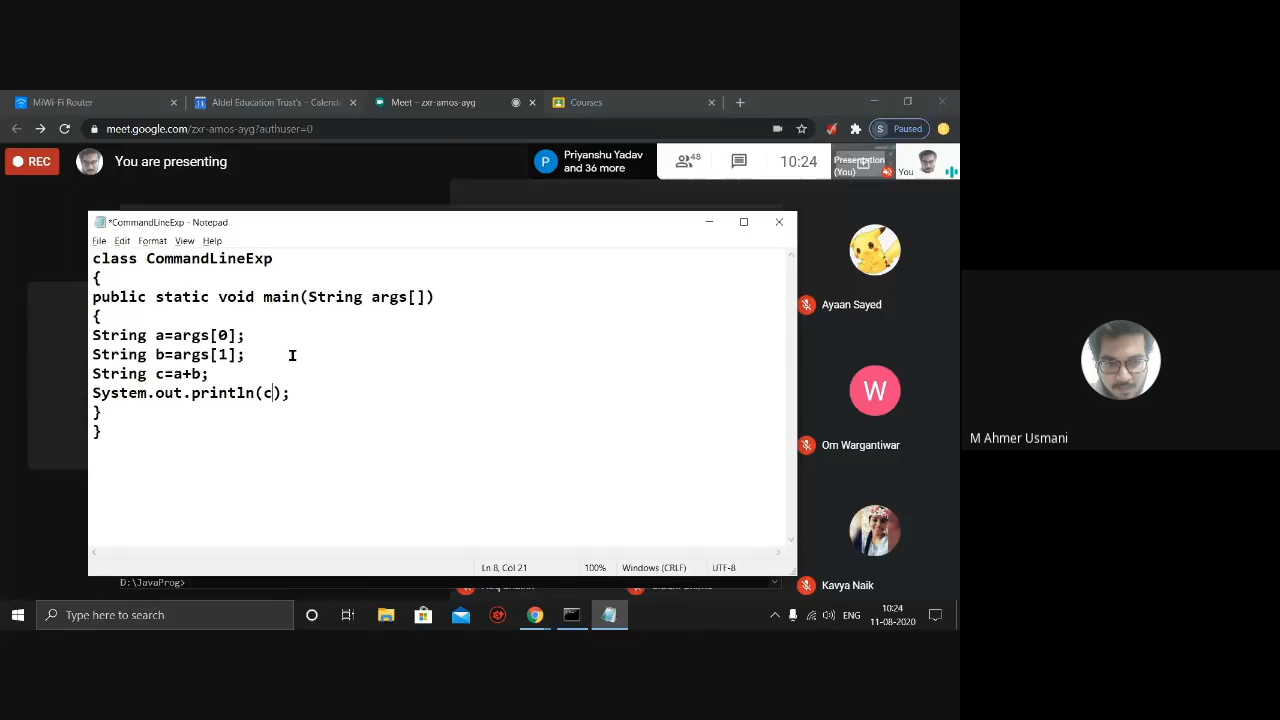 MiWi-Fi Router
Aldel Education Trust's – Calenda
Meet – zxr-amos-ayg
Courses
meet.google.com/zxr-amos-ayg?authuser=0
S Paused
REC
You are presenting
P
Priyanshu Yadav
and 36 more
48
10:24
Presentation
(You)
You
*CommandLineExp - Notepad
File Edit Format View Help
class CommandLineExp
{
public static void main(String args[])
{
String a=args[0];
String b=args[1];
String c=a+b;
System.out.println(c);
}
}
Ln 8, Col 21
100%
Windows (CRLF)
UTF-8
D:\JavaProg>
Ayaan Sayed
W
Om Wargantiwar
Kavya Naik
M Ahmer Usmani
Type here to search
ENG
10:24
11-08-2020